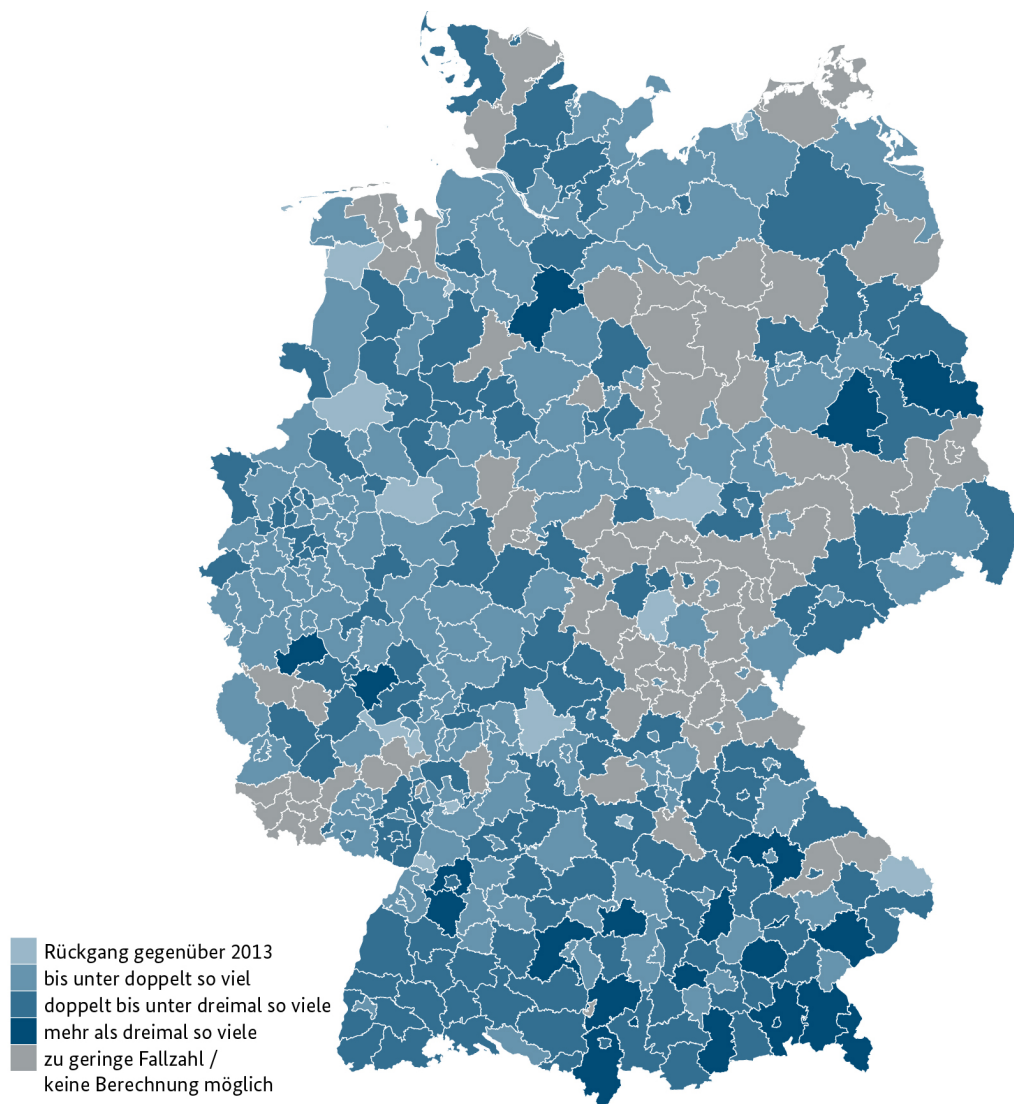 Rückgang gegenüber 2013
bis unter doppelt so viel
doppelt bis unter dreimal so viele
mehr als dreimal so viele
zu geringe Fallzahl /
keine Berechnung möglich